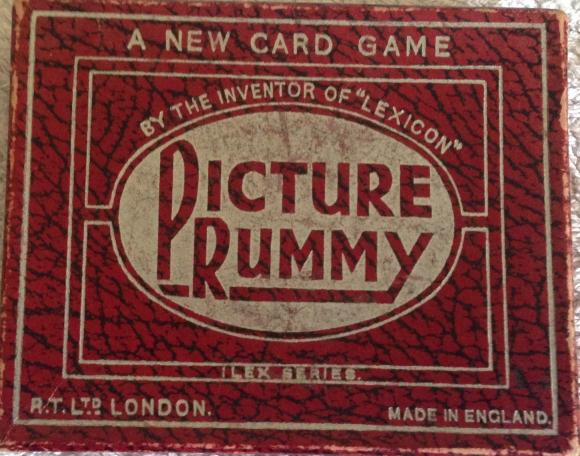 A NEW CARD GAME
BY THE INVENTOR OF "LEXICON"
PICTURE
RUMMY
ILEX SERIES.
R.T. LTD LONDON.
MADE IN ENGLAND.